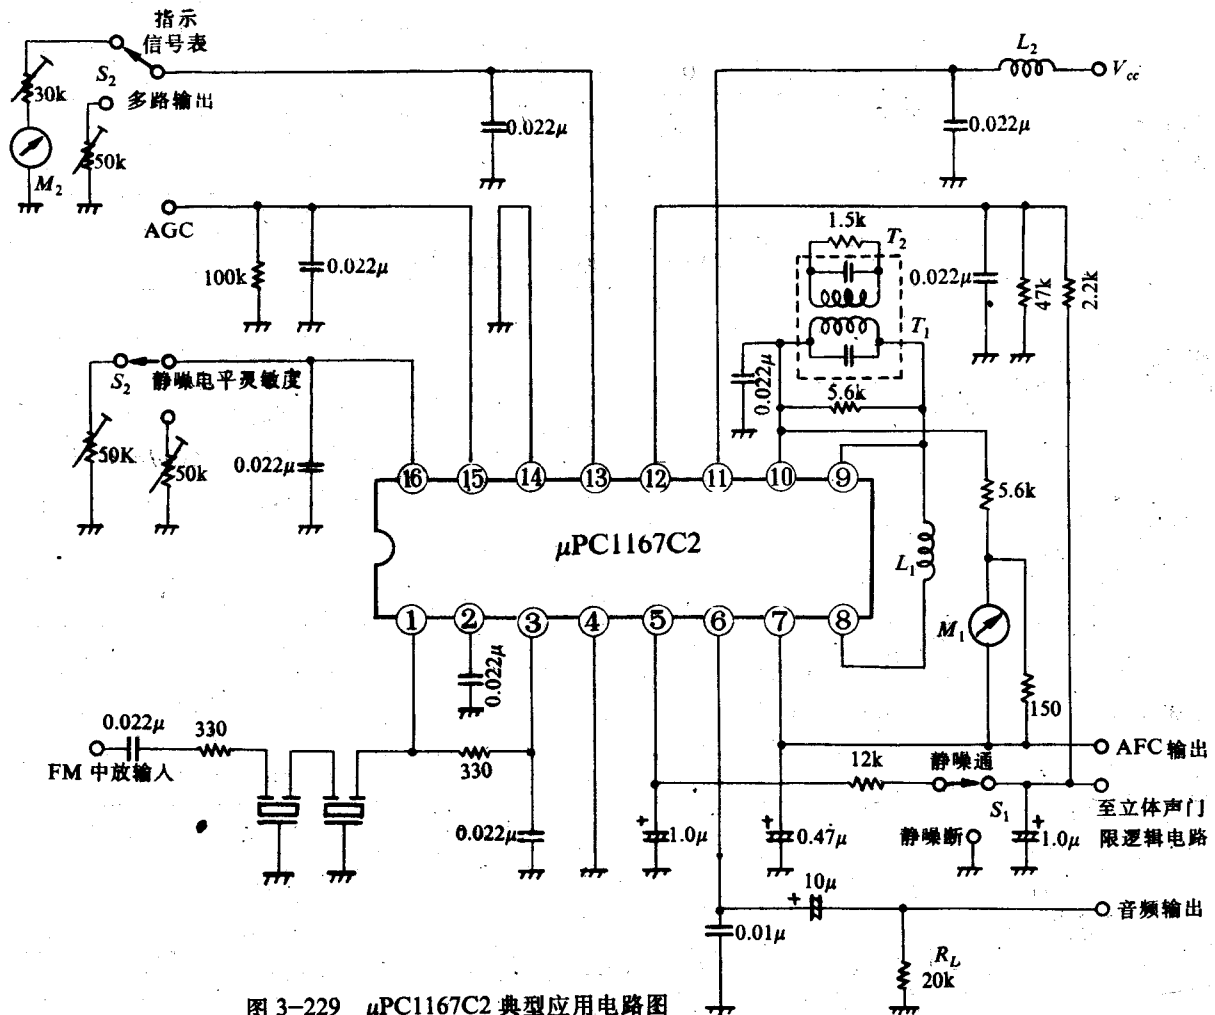 指示
信号表
S2
30k
多路输出
50k
M2
0.022μ
L2
Vcc
0.022μ
AGC
100k
0.022μ
1.5k
T2
T1
0.022μ
47k
2.2k
0.022μ
5.6k
S2
静噪电平灵敏度
50K
50k
0.022μ
16
15
14
13
12
11
10
9
μPC1167C2
5.6k
L1
M1
1
2
3
4
5
6
7
8
0.022μ
150
0.022μ
330
FM 中放输入
330
0.022μ
AFC 输出
12k
静噪通
S1
至立体声门
限逻辑电路
+
1.0μ
+
0.47μ
静噪断
+
1.0μ
10μ
+
音频输出
0.01μ
RL
20k
图 3-229 μPC1167C2 典型应用电路图